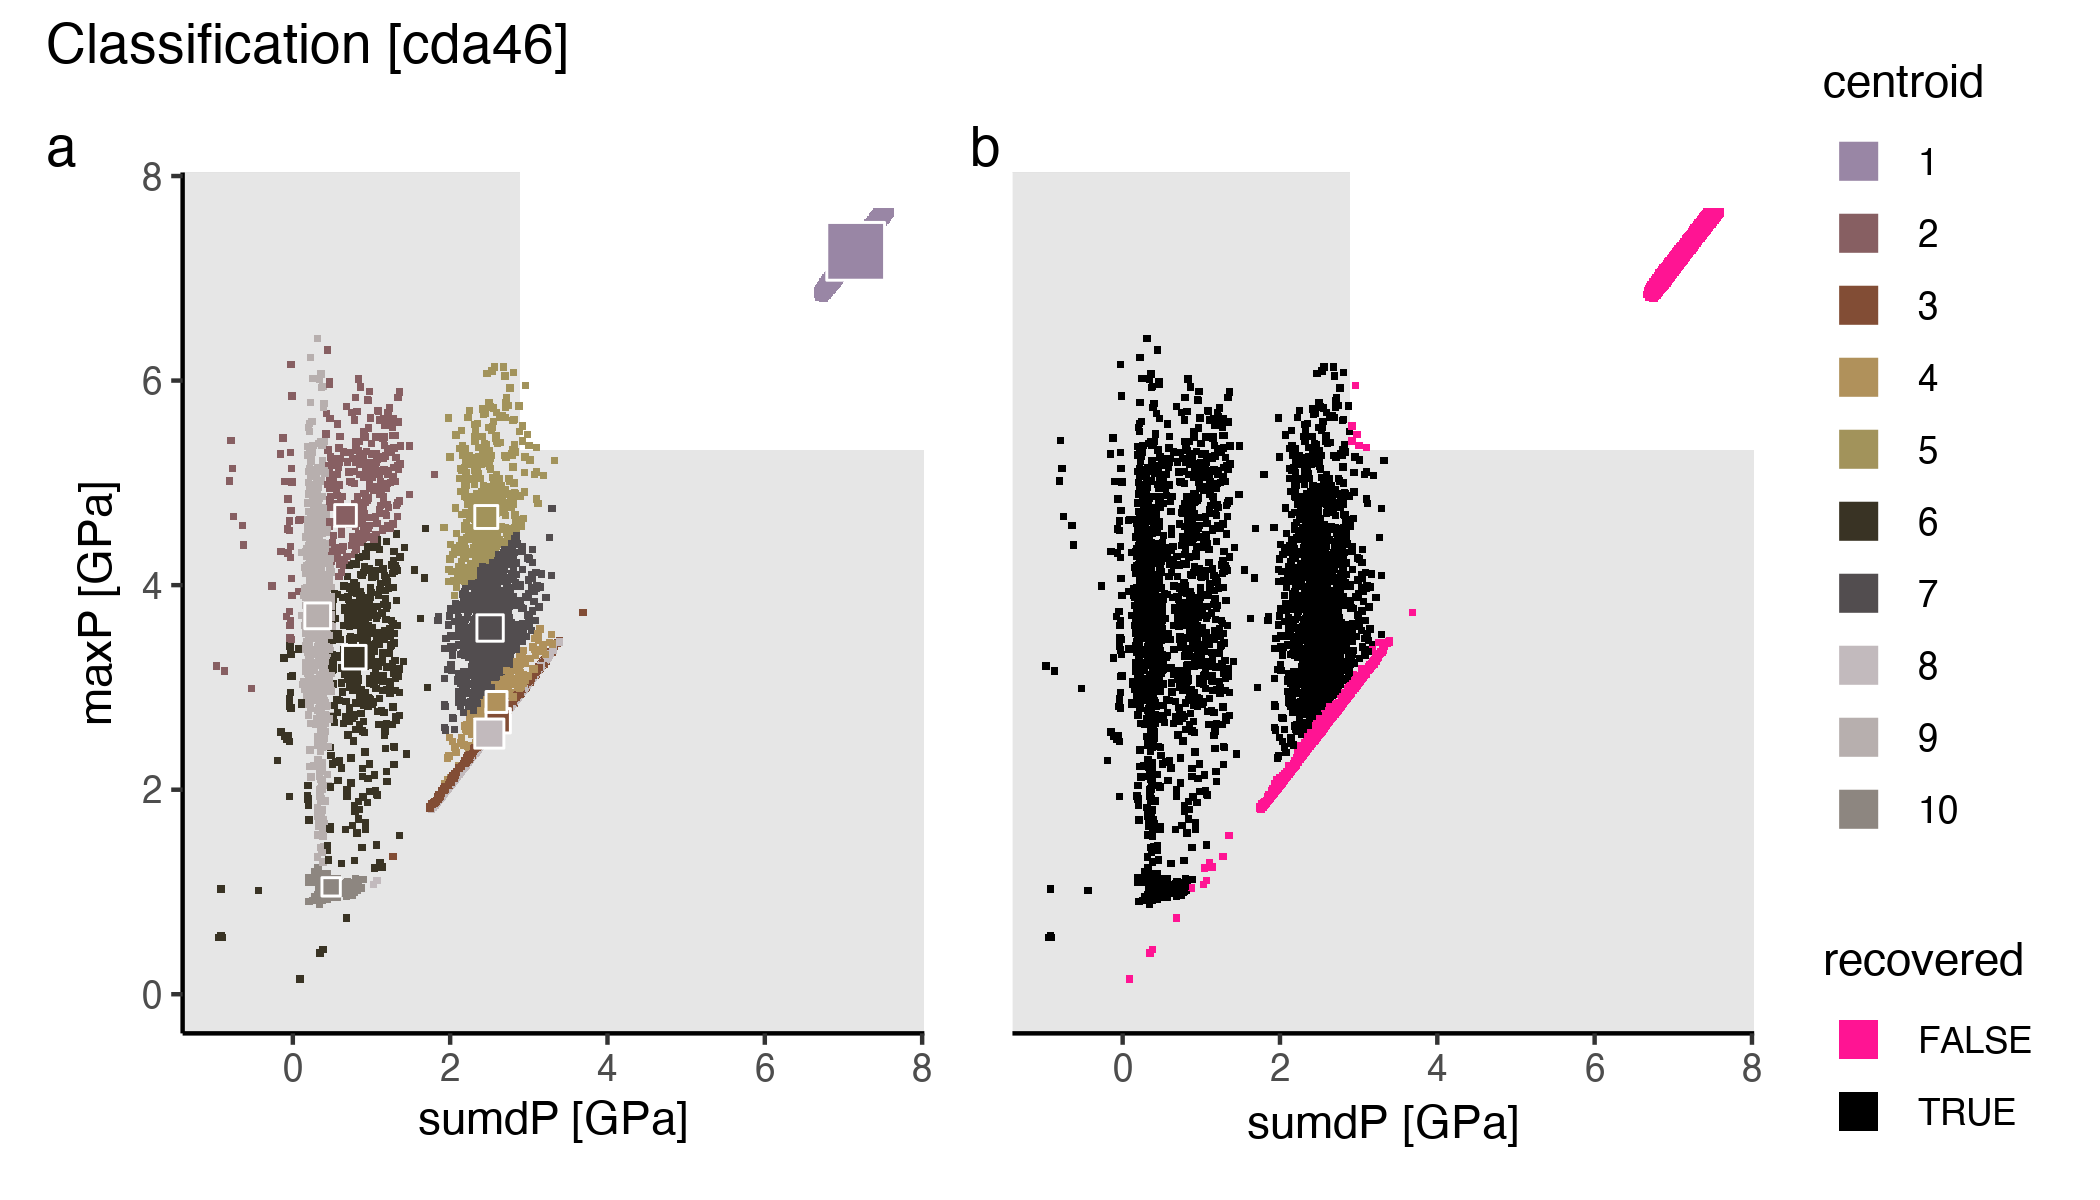 Classification [cda46]
a
b
8
6
4
2
0
maxP [GPa]
0 2 4 6 8
sumdP [GPa]
0 2 4 6 8
sumdP [GPa]
centroid
1
2
3
4
5
6
7
8
9
10
recovered
FALSE
TRUE